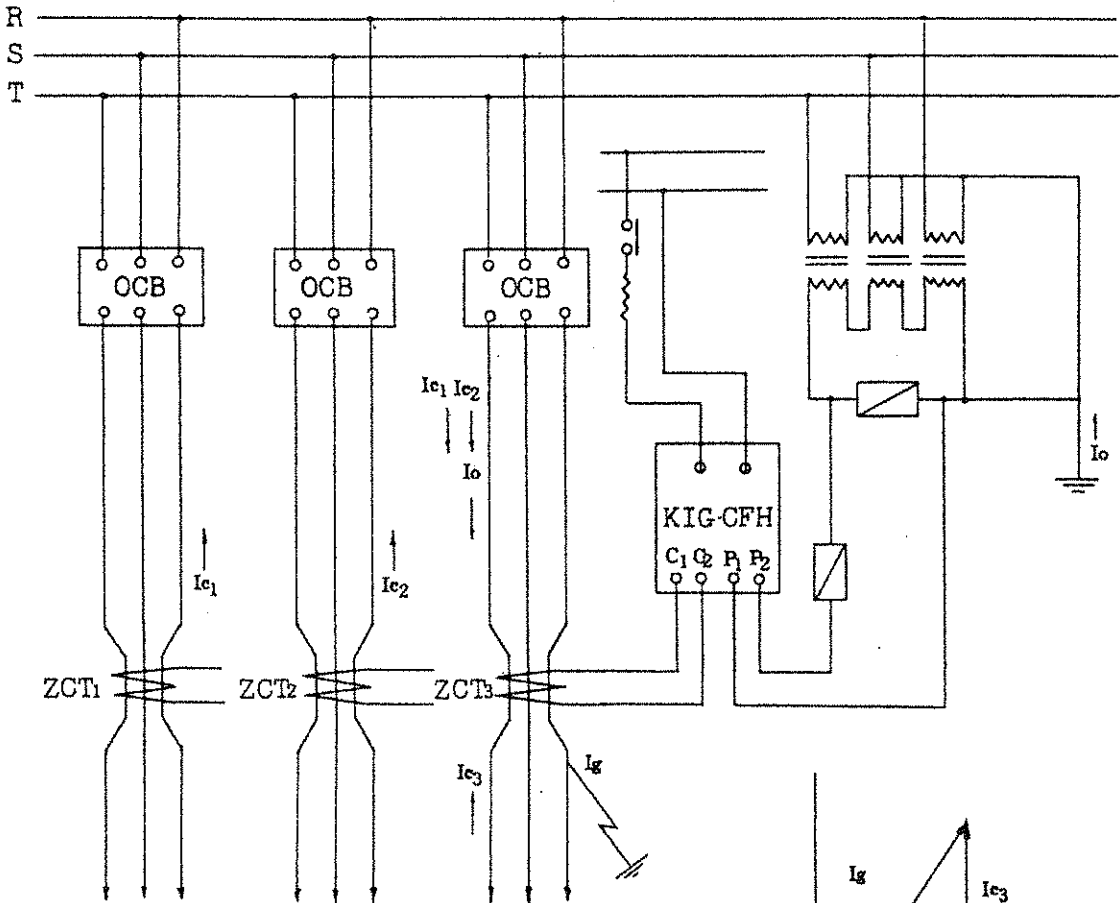 R
S
T
OCB OCB OCB
Ic1 Ic2
Io
Io
KIG-CFH
C1 C2 P1 P2
Ic1 Ic2
ZCT1 ZCT2 ZCT3
Ic3 Ig
Ig Ic3